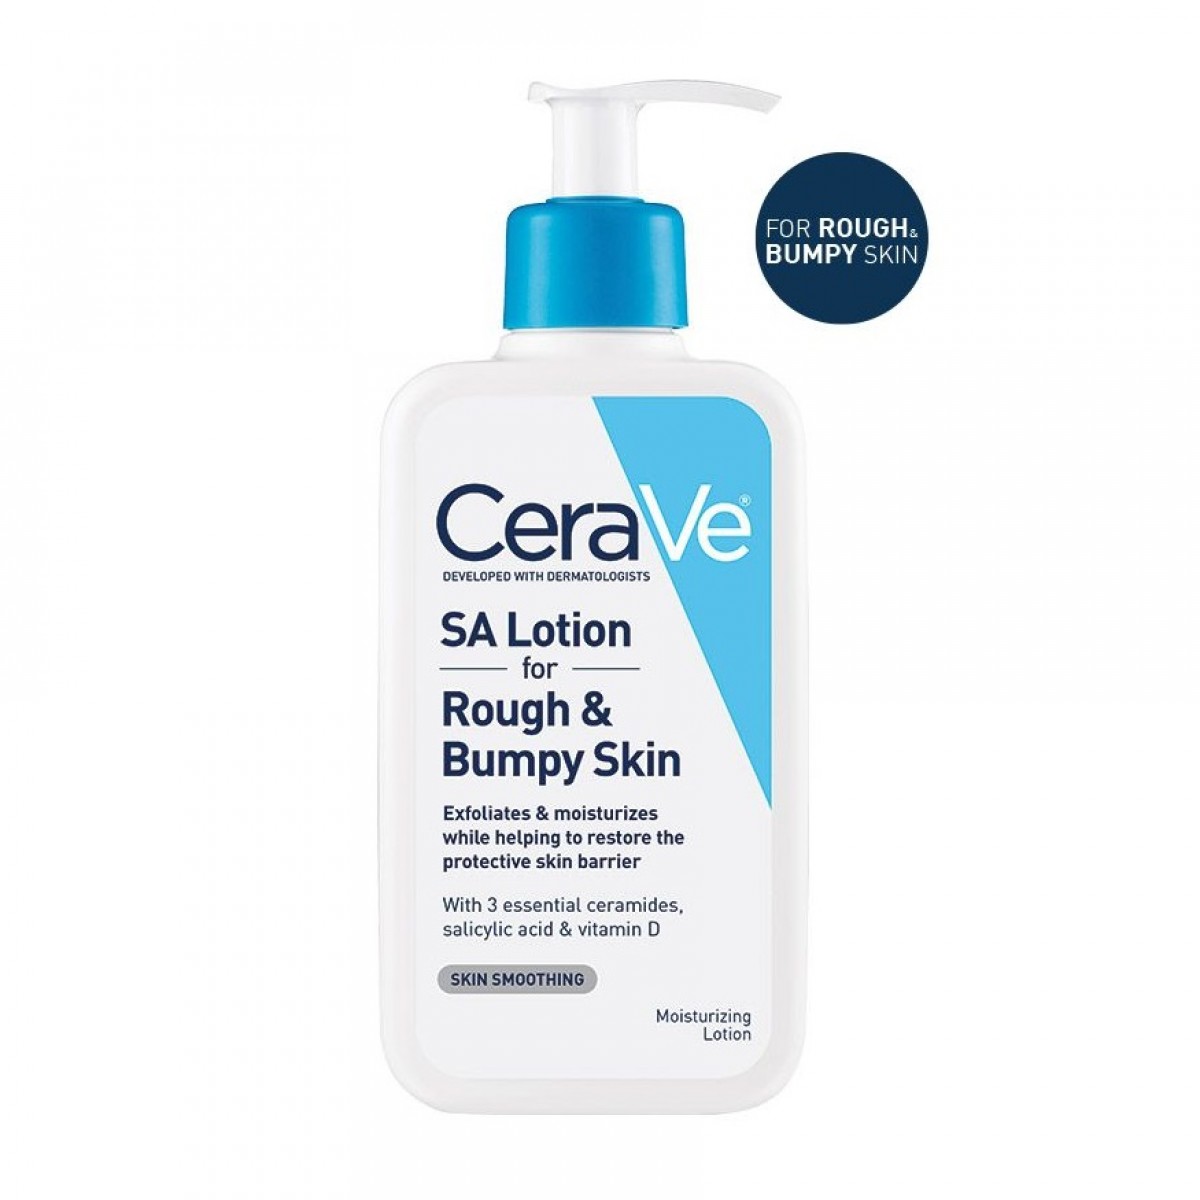 FOR ROUGH &
BUMPY SKIN
CeraVe®
DEVELOPED WITH DERMATOLOGISTS
SA Lotion
for
Rough &
Bumpy Skin
Exfoliates & moisturizes
while helping to restore the
protective skin barrier
With 3 essential ceramides,
salicylic acid & vitamin D
SKIN SMOOTHING
Moisturizing
Lotion